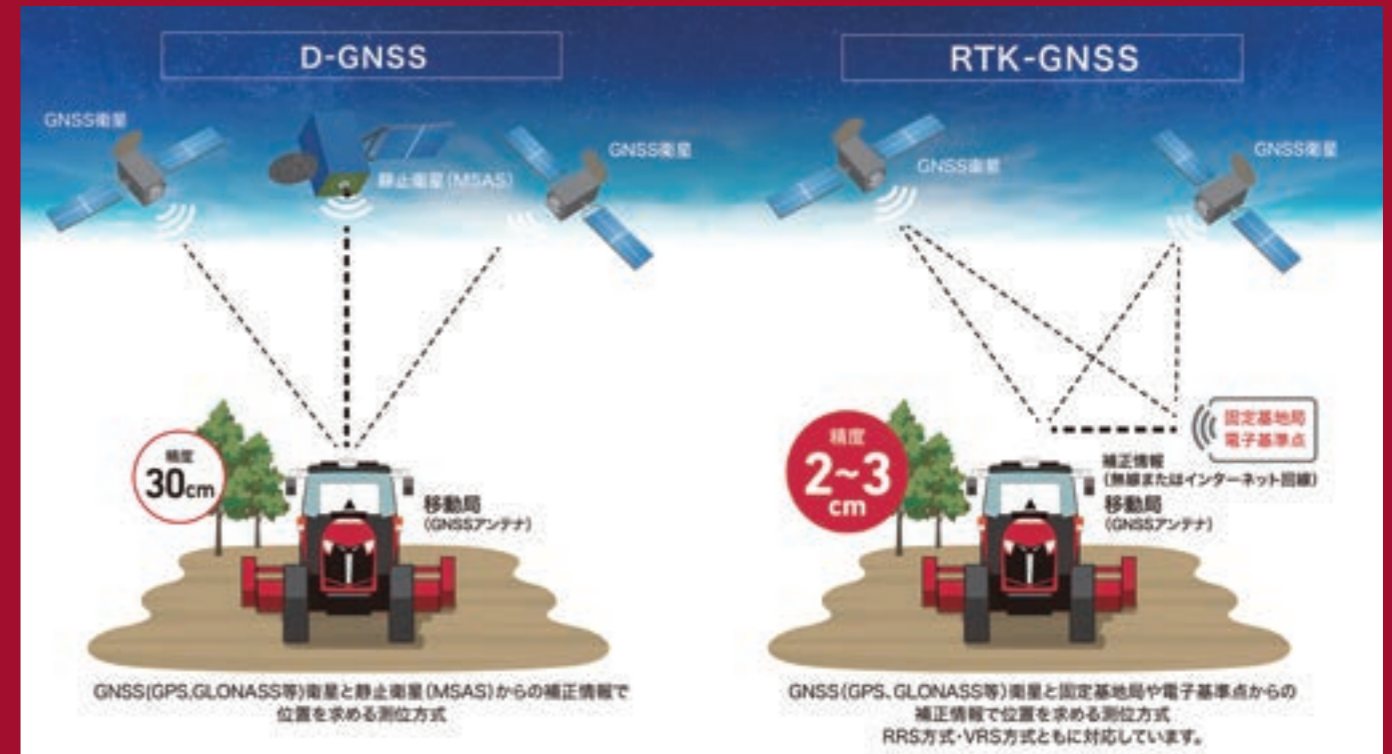 D-GNSS
GNSS衛星
静止衛星(MSAS)
GNSS衛星
精度
30cm
移動局
(GNSSアンテナ)
GNSS(GPS,GLONASS等)衛星と静止衛星(MSAS)からの補正情報で
位置を求める測位方式
RTK-GNSS
GNSS衛星
GNSS衛星
精度
2~3
cm
固定基地局
電子基準点
補正情報
(無線またはインターネット回線)
移動局
(GNSSアンテナ)
GNSS(GPS、GLONASS等)衛星と固定基地局や電子基準点からの
補正情報で位置を求める測位方式
RRS方式・VRS方式ともに対応しています。